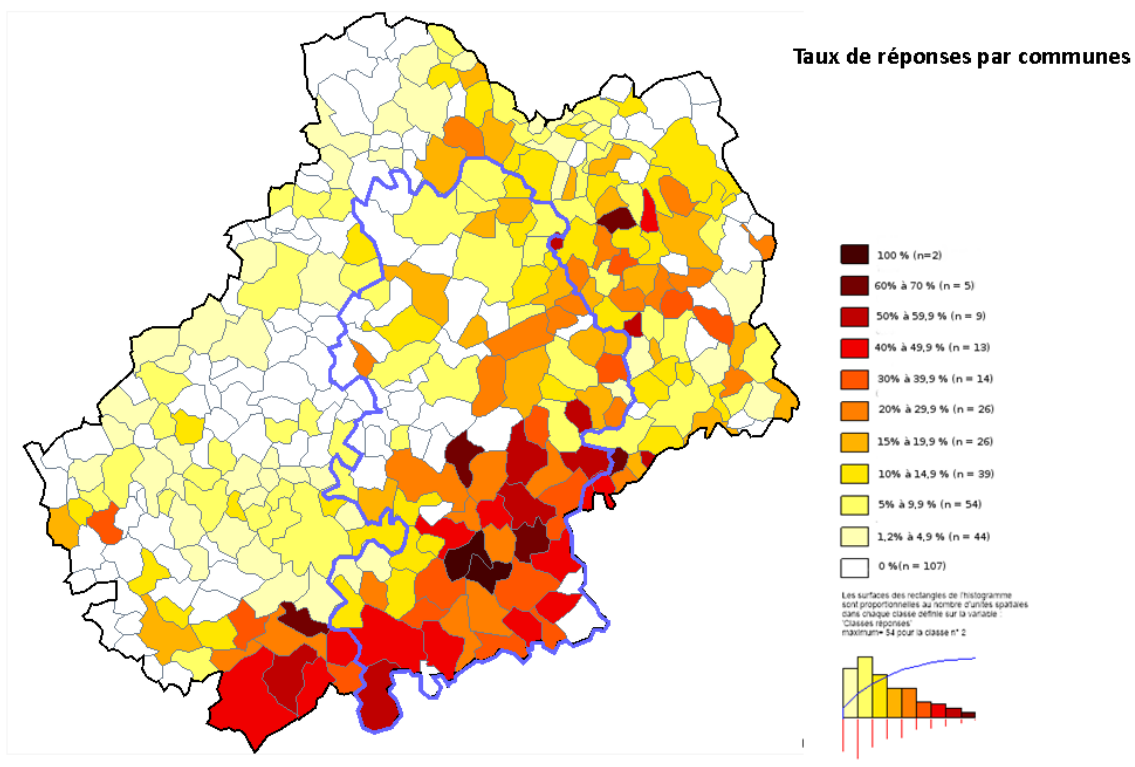 Taux de réponses par communes
100 % (n=2)
60% à 70 % (n = 5)
50% à 59,9 % (n = 9)
40% à 49,9 % (n = 13)
30% à 39,9 % (n = 14)
20% à 29,9 % (n = 26)
15% à 19,9 % (n = 26)
10% à 14,9 % (n = 39)
5% à 9,9 % (n = 54)
1,2% à 4,9 % (n = 44)
0 %(n = 107)
Les surfaces des rectangles de l'histogramme
sont proportionnelles au nombre d'unités spatiales
dans chaque classe définie sur la variable :
'Classes réponses'
maximum= 54 pour la classe n° 2